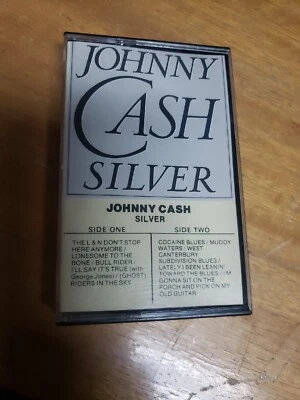 JOHNNY
CASH
SILVER
JOHNNY CASH
SILVER
SIDE ONE
THE L & N DON'T STOP
HERE ANYMORE /
LONESOME TO THE
BONE / BULL RIDER /
I'LL SAY IT'S TRUE (with
George Jones) / (GHOST)
RIDERS IN THE SKY
SIDE TWO
COCAINE BLUES / MUDDY
WATERS / WEST
CANTERBURY
SUBDIVISION BLUES /
LATELY I BEEN LEANIN'
TOWARD THE BLUES / I'M
GONNA SIT ON THE
PORCH AND PICK ON MY
OLD GUITAR